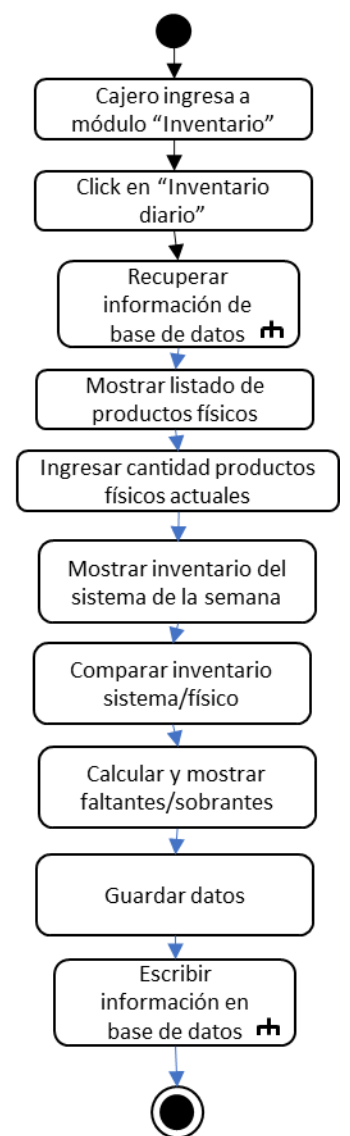 Cajero ingresa a
módulo “Inventario”
Click en “Inventario
diario”
Recuperar
información de
base de datos
Mostrar listado de
productos físicos
Ingresar cantidad productos
físicos actuales
Mostrar inventario del
sistema de la semana
Comparar inventario
sistema/físico
Calcular y mostrar
faltantes/sobrantes
Guardar datos
Escribir
información en
base de datos